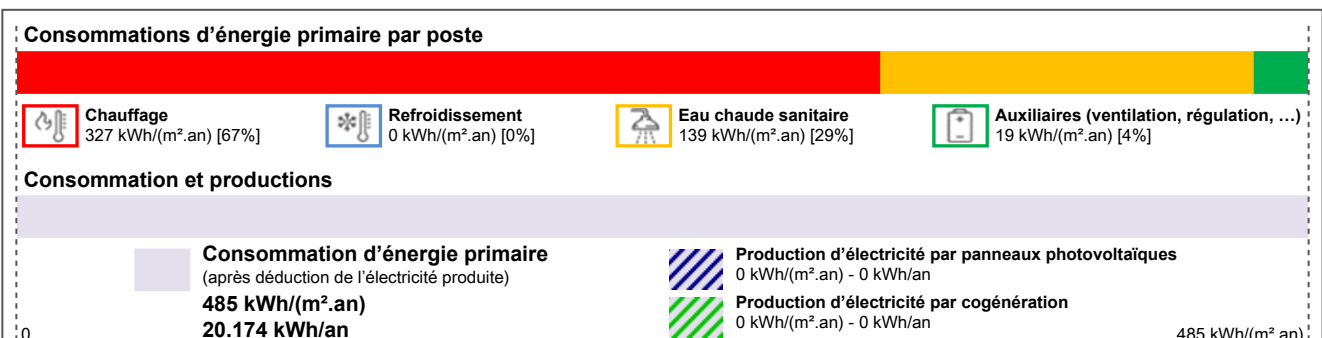 Consommations d'énergie primaire par poste
Chauffage
327 kWh/(m².an) [67%]
Refroidissement
0 kWh/(m².an) [0%]
Eau chaude sanitaire
139 kWh/(m².an) [29%]
Auxiliaires (ventilation, régulation, …)
19 kWh/(m².an) [4%]
Consommation et productions
Consommation d'énergie primaire
(après déduction de l'électricité produite)
485 kWh/(m².an)
20.174 kWh/an
Production d'électricité par panneaux photovoltaïques
0 kWh/(m².an) - 0 kWh/an
Production d'électricité par cogénération
0 kWh/(m².an) - 0 kWh/an
0
485 kWh/(m².an)